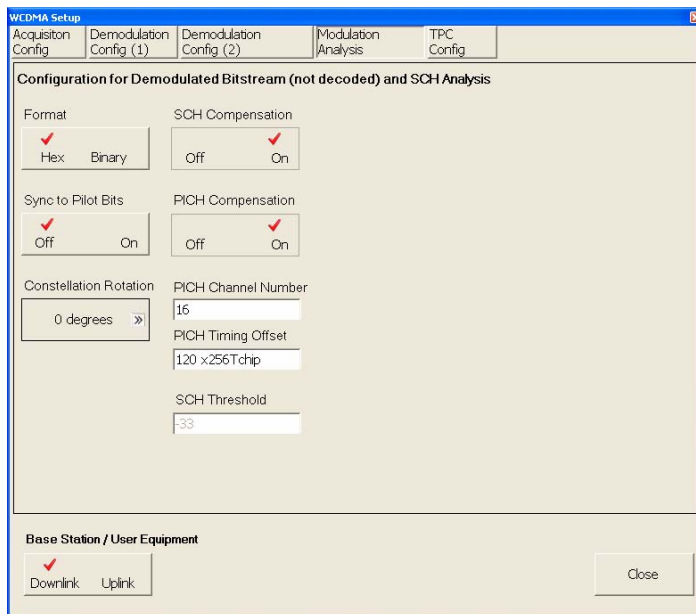 WCDMA Setup
Acquisiton Config
Demodulation Config (1)
Demodulation Config (2)
Modulation Analysis
TPC Config
Configuration for Demodulated Bitstream (not decoded) and SCH Analysis
Format
Hex Binary
SCH Compensation
Off On
Sync to Pilot Bits
Off On
PICH Compensation
Off On
Constellation Rotation
0 degrees »
PICH Channel Number
16
PICH Timing Offset
120 x256Tchip
SCH Threshold
-33
Base Station / User Equipment
Downlink Uplink
Close